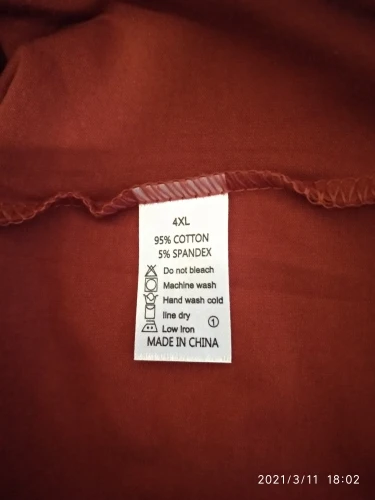 4XL
95% COTTON
5% SPANDEX
Do not bleach
Machine wash
Hand wash cold
line dry
Low Iron
1
MADE IN CHINA
2021/3/11 18:02